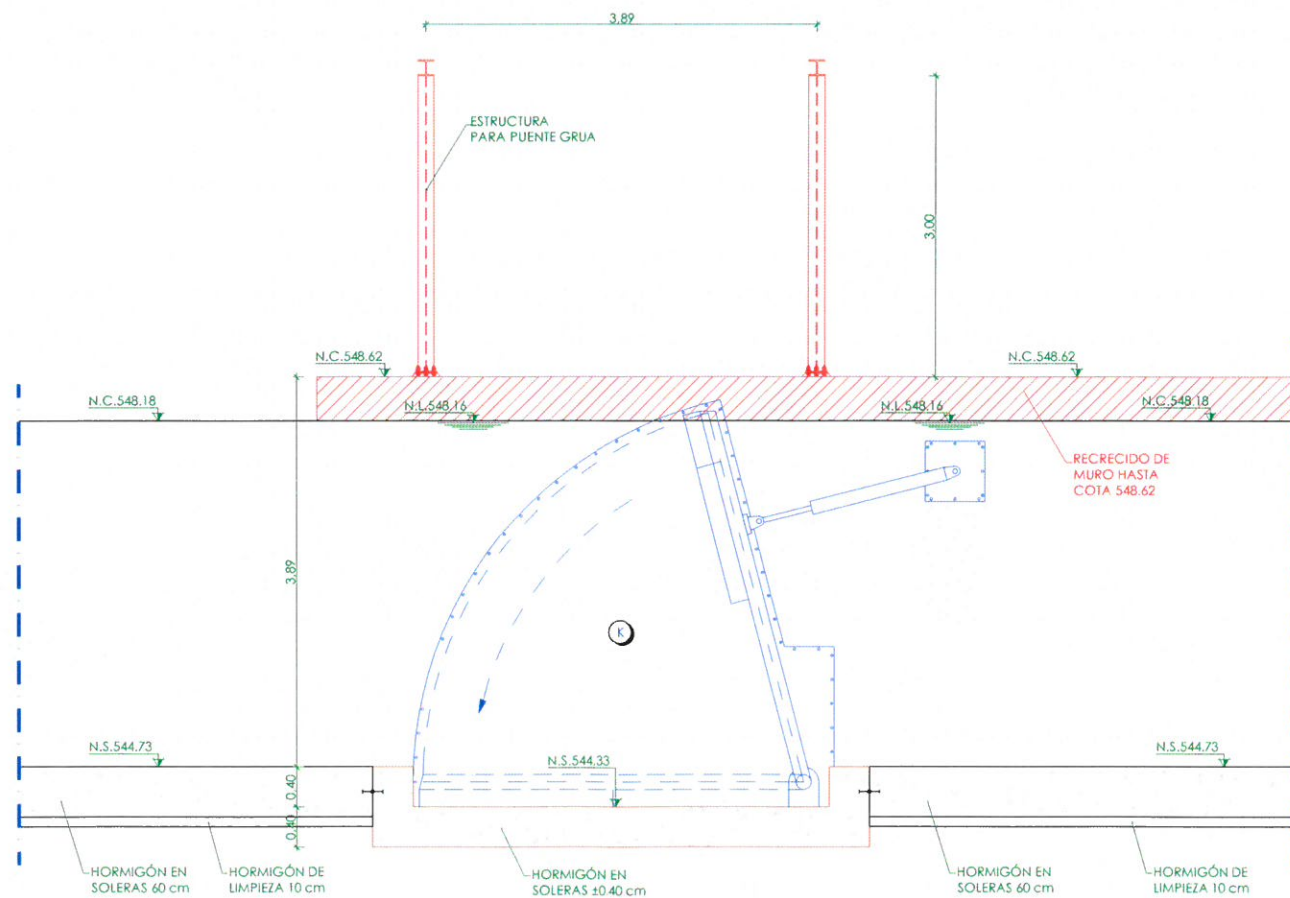 3,89
ESTRUCTURA
PARA PUENTE GRUA
3,00
N.C.548.62
N.C.548.62
N.C.548.18
N.L.548.16
N.L.548.16
N.C.548.18
RECRECIDO DE
MURO HASTA
COTA 548.62
3,89
K
N.S.544.73
N.S.544.33
N.S.544.73
0,40
0,40
HORMIGÓN EN
SOLERAS 60 cm
HORMIGÓN DE
LIMPIEZA 10 cm
HORMIGÓN EN
SOLERAS ±0.40 cm
HORMIGÓN EN
SOLERAS 60 cm
HORMIGÓN DE
LIMPIEZA 10 cm